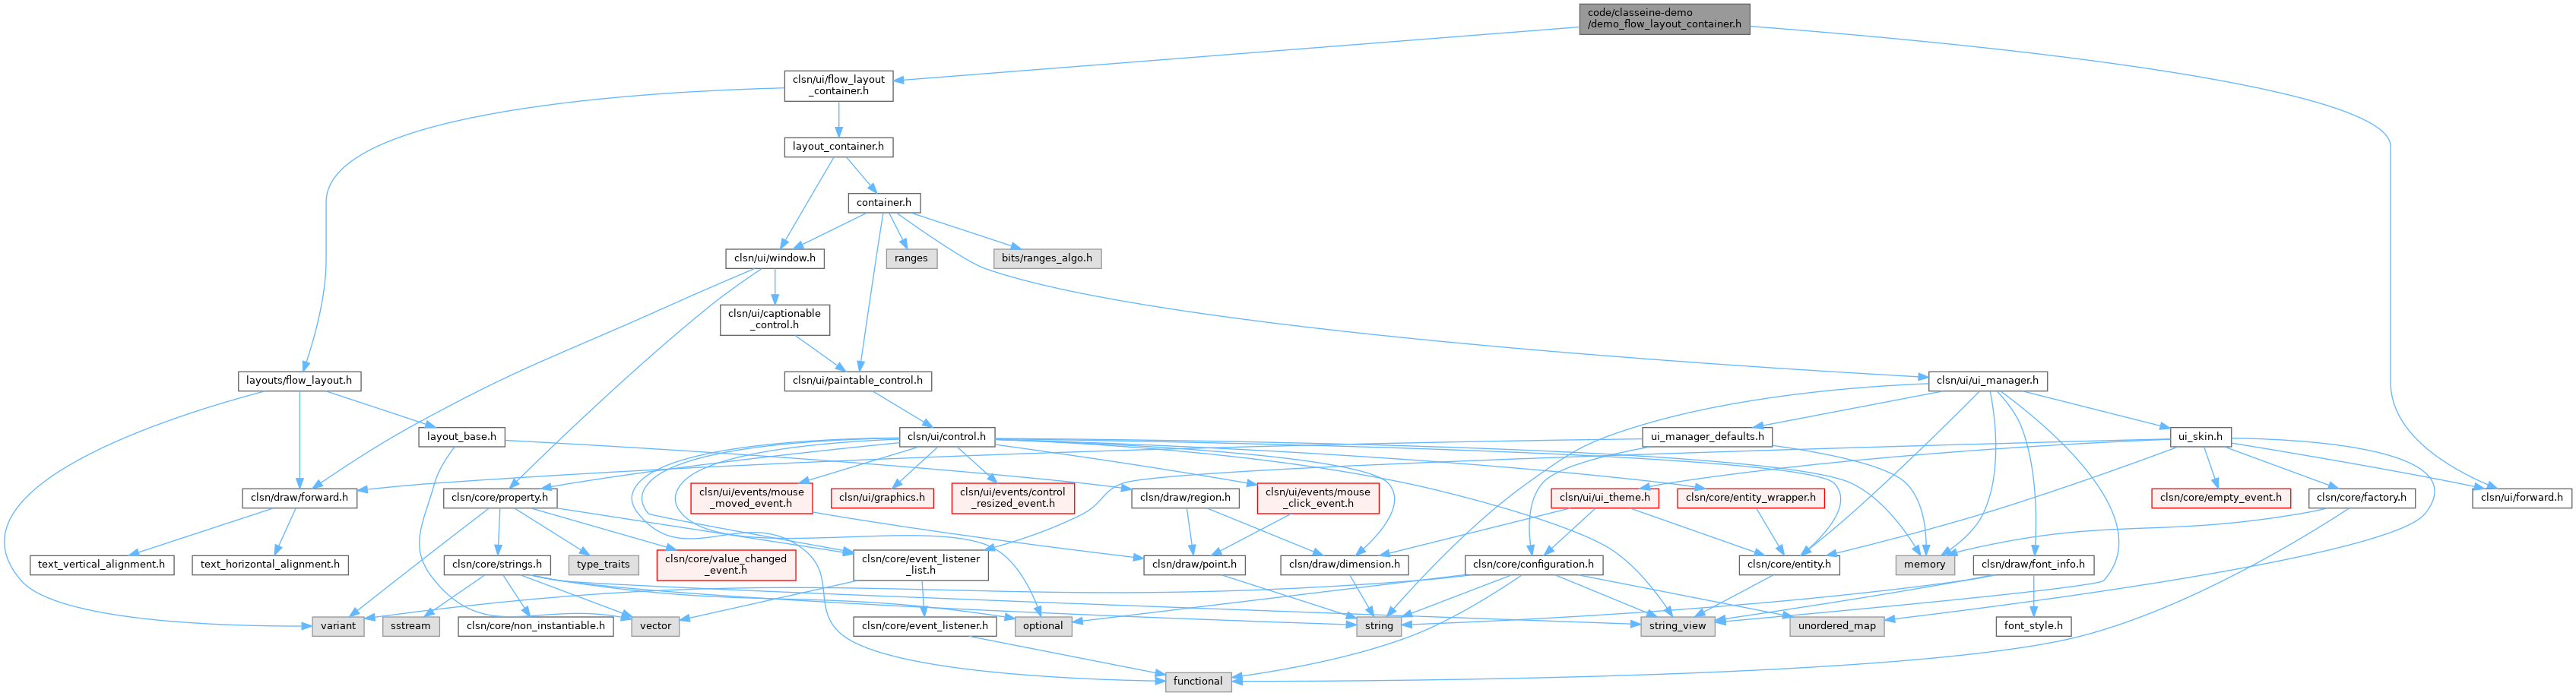 code/classeine-demo
/demo_flow_layout_container.h
clsn/ui/flow_layout
_container.h
layout_container.h
container.h
clsn/ui/window.h
ranges
bits/ranges_algo.h
clsn/ui/captionable
_control.h
layouts/flow_layout.h
clsn/ui/paintable_control.h
clsn/ui/ui_manager.h
layout_base.h
clsn/ui/control.h
ui_manager_defaults.h
ui_skin.h
clsn/draw/forward.h
clsn/core/property.h
clsn/ui/events/mouse
_moved_event.h
clsn/ui/graphics.h
clsn/ui/events/control
_resized_event.h
clsn/draw/region.h
clsn/ui/events/mouse
_click_event.h
clsn/ui/ui_theme.h
clsn/core/entity_wrapper.h
clsn/core/empty_event.h
clsn/core/factory.h
clsn/ui/forward.h
text_vertical_alignment.h
text_horizontal_alignment.h
clsn/core/strings.h
type_traits
clsn/core/value_changed
_event.h
clsn/core/event_listener
_list.h
clsn/draw/point.h
clsn/draw/dimension.h
clsn/core/configuration.h
clsn/core/entity.h
memory
clsn/draw/font_info.h
variant
sstream
clsn/core/non_instantiable.h
vector
clsn/core/event_listener.h
optional
string
string_view
unordered_map
font_style.h
functional